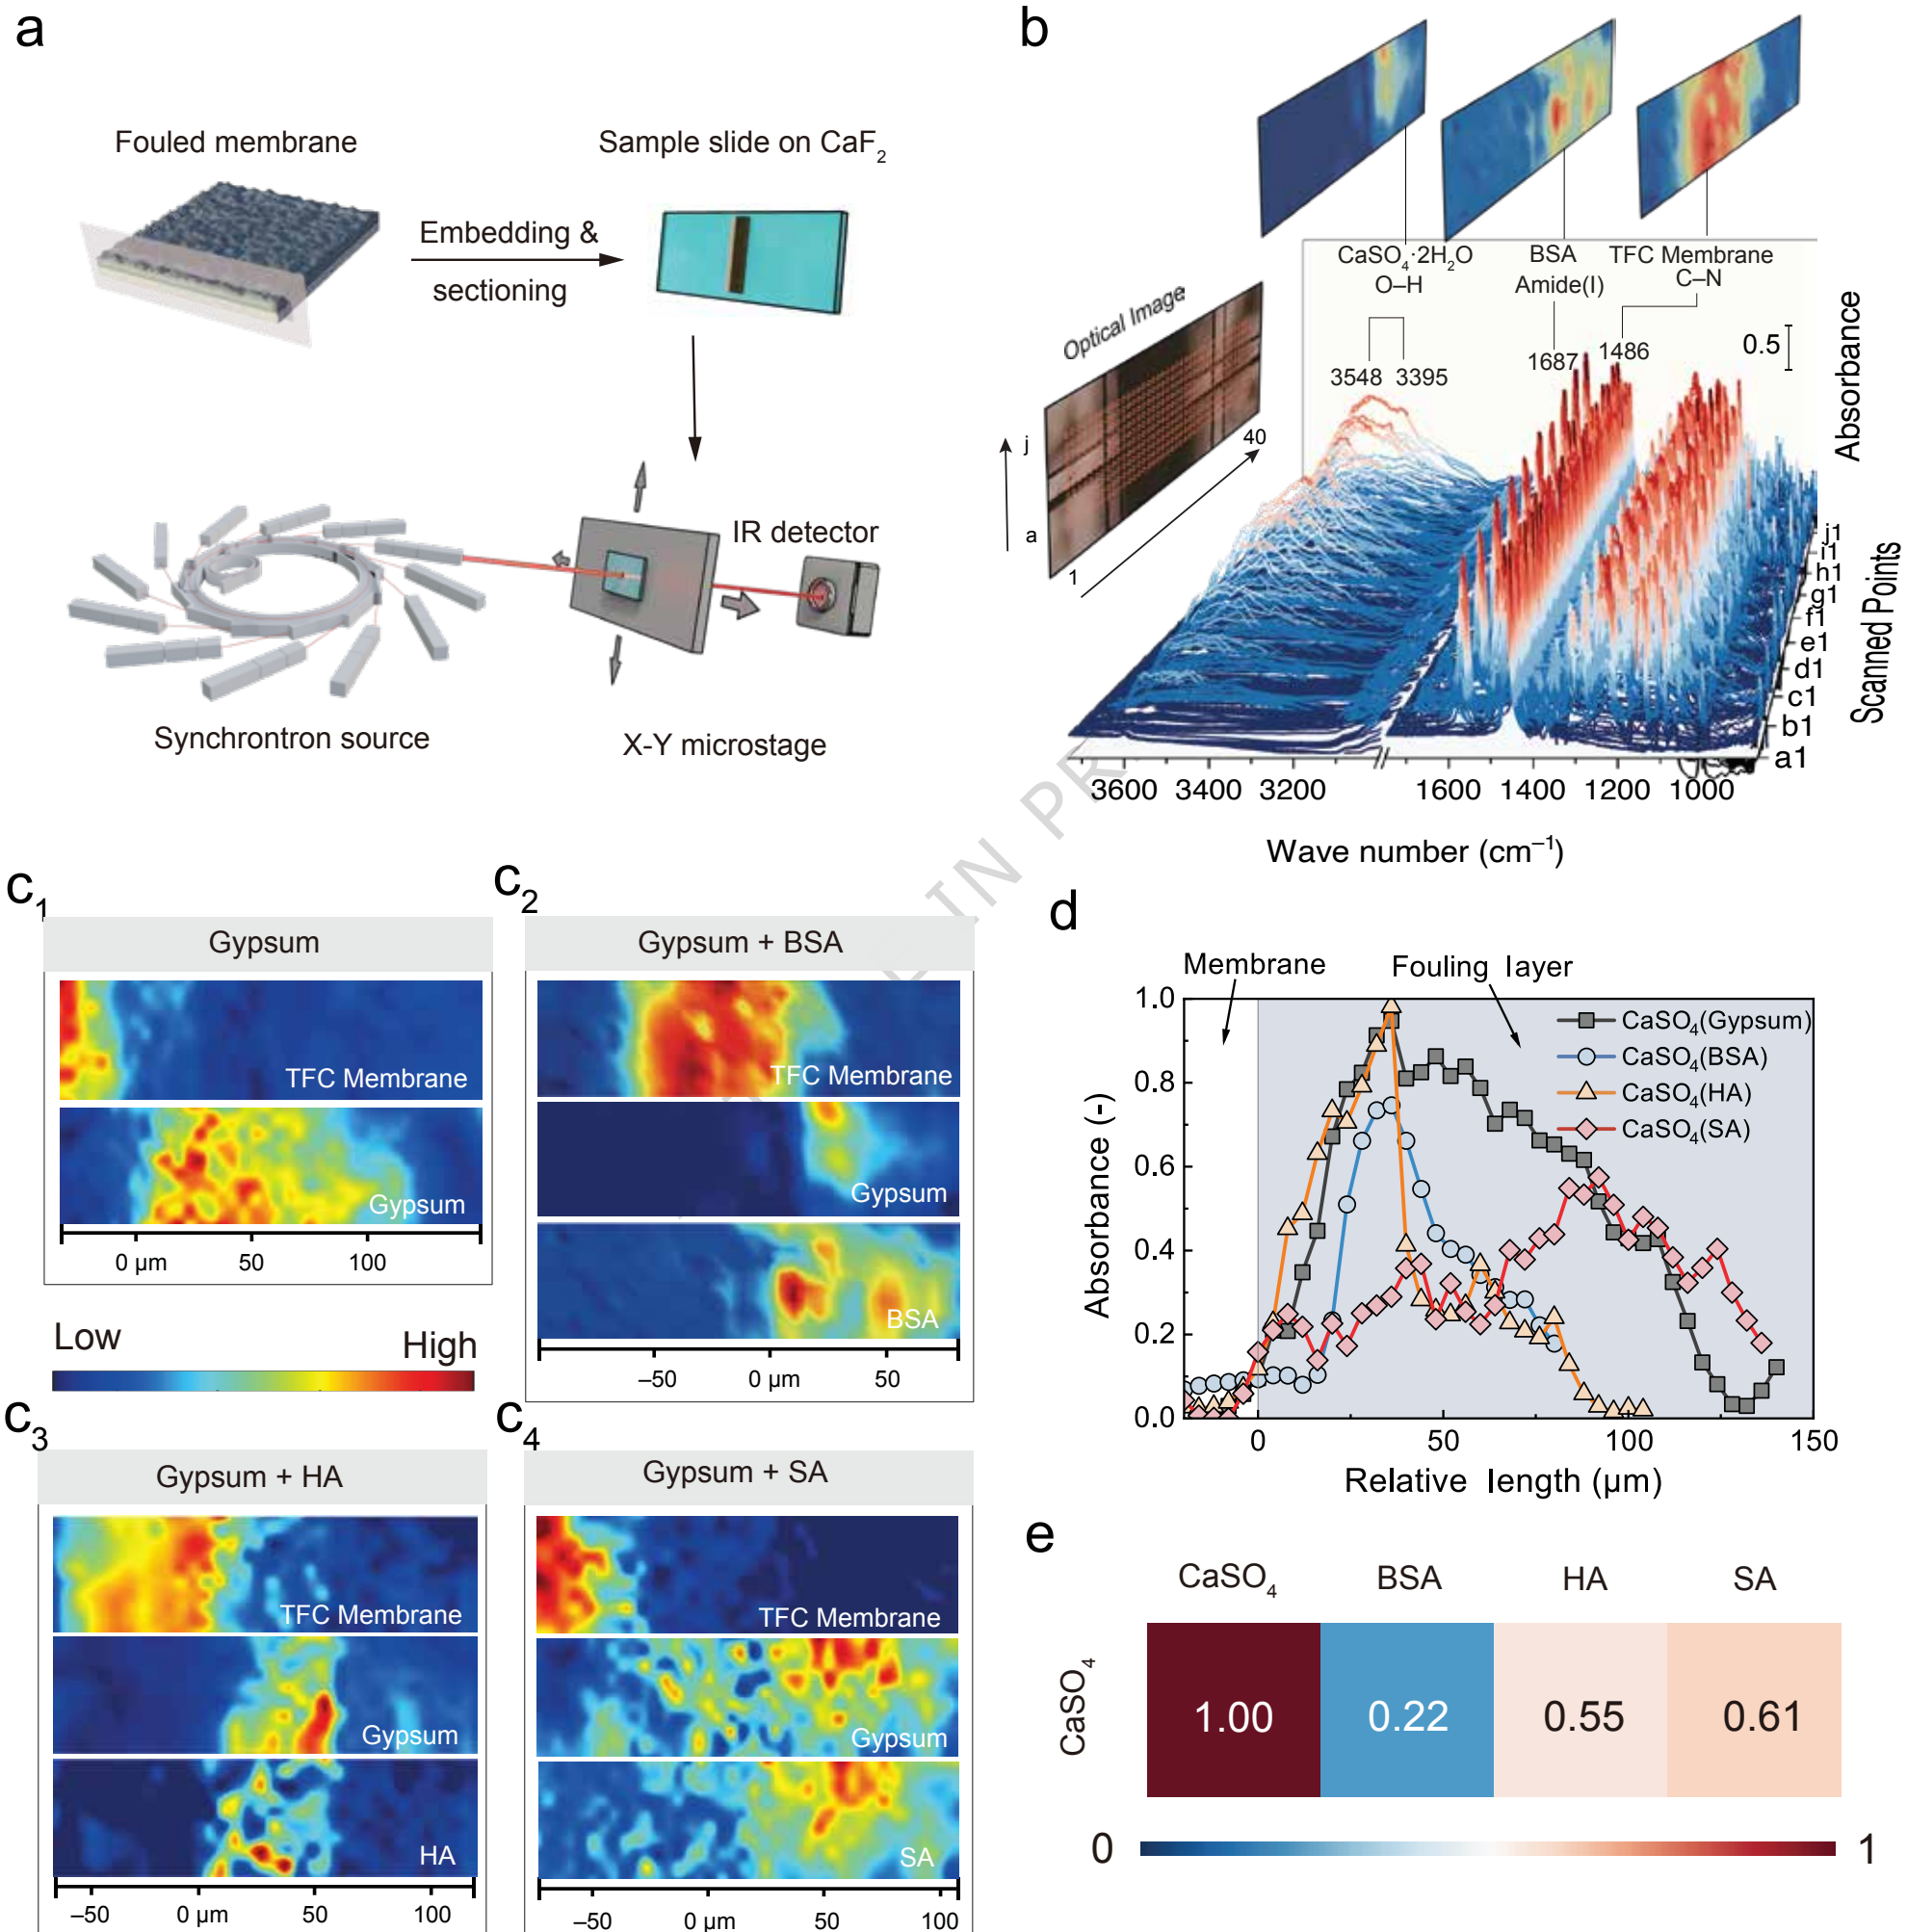 a
Fouled membrane
Sample slide on CaF2
Embedding &
sectioning
IR detector
Synchrontron source
X-Y microstage
b
CaSO4·2H2O
O–H
BSA
Amide(I)
TFC Membrane
C–N
Optical Image
j
a
1
40
3548
3395
1687
1486
0.5
Absorbance
j1
i1
h1
g1
f1
e1
d1
c1
b1
a1
Scanned Points
3600 3400 3200 1600 1400 1200 1000
Wave number (cm–1)
IN PR
c1
Gypsum
TFC Membrane
Gypsum
0 µm 50 100
Low High
c2
Gypsum + BSA
TFC Membrane
Gypsum
BSA
–50 0 µm 50
c3
Gypsum + HA
TFC Membrane
Gypsum
HA
–50 0 µm 50 100
c4
Gypsum + SA
TFC Membrane
Gypsum
SA
–50 0 µm 50 100
d
Membrane
Fouling layer
CaSO4(Gypsum)
CaSO4(BSA)
CaSO4(HA)
CaSO4(SA)
1.0
0.8
0.6
0.4
0.2
0.0
Absorbance (-)
0 50 100 150
Relative length (µm)
e
CaSO4 BSA HA SA
CaSO4
1.00 0.22 0.55 0.61
0 1